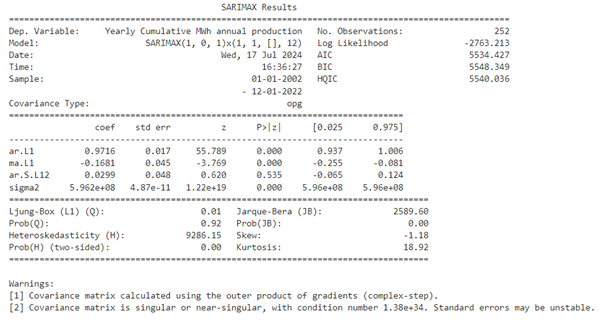 SARIMAX Results
Dep. Variable: Yearly Cumulative MWh annual production No. Observations: 252
Model: SARIMAX(1, 0, 1)x(1, 1, [], 12) Log Likelihood -2763.213
Date: Wed, 17 Jul 2024 AIC 5534.427
Time: 16:36:27 BIC 5548.349
Sample: 01-01-2002 HQIC 5540.036
- 12-01-2022
Covariance Type: opg
coef std err z P>|z| [0.025 0.975]
ar.L1 0.9716 0.017 55.789 0.000 0.937 1.006
ma.L1 -0.1681 0.045 -3.769 0.000 -0.255 -0.081
ar.S.L12 0.0299 0.048 0.620 0.535 -0.065 0.124
sigma2 5.962e+08 4.87e-11 1.22e+19 0.000 5.96e+08 5.96e+08
Ljung-Box (L1) (Q): 0.01 Jarque-Bera (JB): 2589.60
Prob(Q): 0.92 Prob(JB): 0.00
Heteroskedasticity (H): 9286.15 Skew: -1.18
Prob(H) (two-sided): 0.00 Kurtosis: 18.92
Warnings:
[1] Covariance matrix calculated using the outer product of gradients (complex-step).
[2] Covariance matrix is singular or near-singular, with condition number 1.38e+34. Standard errors may be unstable.